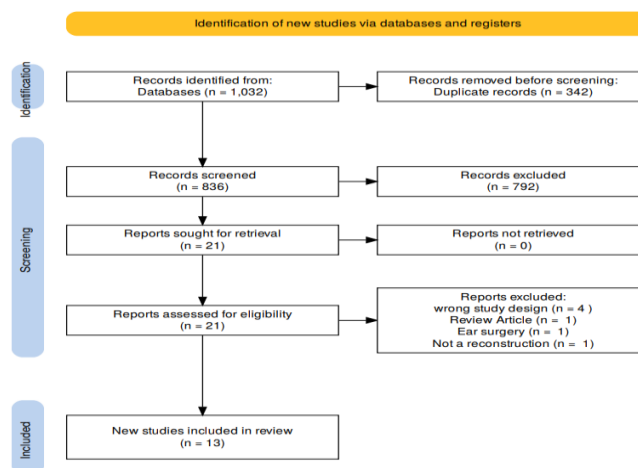 Identification of new studies via databases and registers
Identification
Records identified from:
Databases (n = 1,032)
Records removed before screening:
Duplicate records (n = 342)
Screening
Records screened
(n = 836)
Records excluded
(n = 792)
Reports sought for retrieval
(n = 21)
Reports not retrieved
(n = 0)
Reports assessed for eligibility
(n = 21)
Reports excluded:
wrong study design (n = 4 )
Review Article (n = 1)
Ear surgery (n = 1)
Not a reconstruction (n = 1)
Included
New studies included in review
(n = 13)